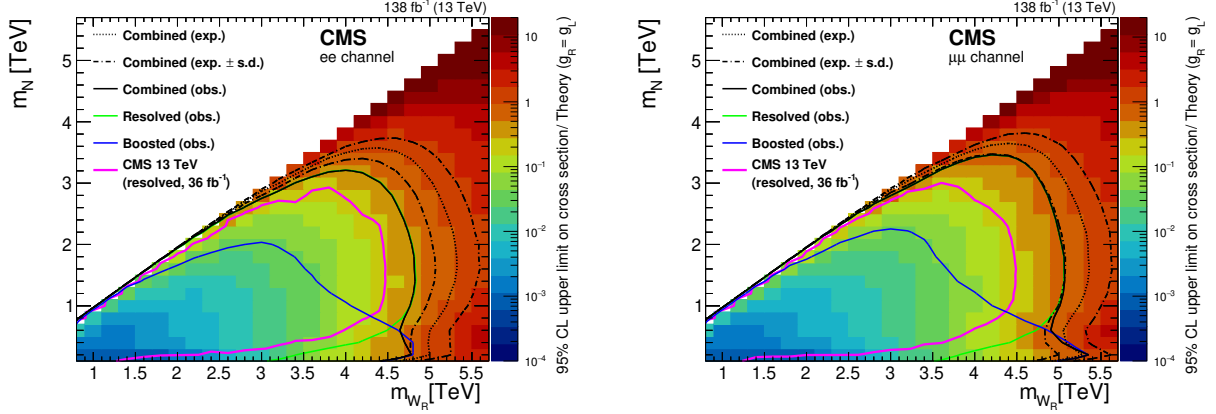 138 fb⁻¹ (13 TeV)
m_N [TeV]
CMS
ee channel
Combined (exp.)
Combined (exp. ± s.d.)
Combined (obs.)
Resolved (obs.)
Boosted (obs.)
CMS 13 TeV
(resolved, 36 fb⁻¹)
5
4
3
2
1
1 1.5 2 2.5 3 3.5 4 4.5 5 5.5
m_{W_R}[TeV]
10
1
10⁻¹
10⁻²
10⁻³
10⁻⁴
95% CL upper limit on cross section/ Theory (g_R= g_L)
138 fb⁻¹ (13 TeV)
m_N [TeV]
CMS
μμ channel
Combined (exp.)
Combined (exp. ± s.d.)
Combined (obs.)
Resolved (obs.)
Boosted (obs.)
CMS 13 TeV
(resolved, 36 fb⁻¹)
5
4
3
2
1
1 1.5 2 2.5 3 3.5 4 4.5 5 5.5
m_{W_R}[TeV]
10
1
10⁻¹
10⁻²
10⁻³
10⁻⁴
95% CL upper limit on cross section/ Theory (g_R= g_L)